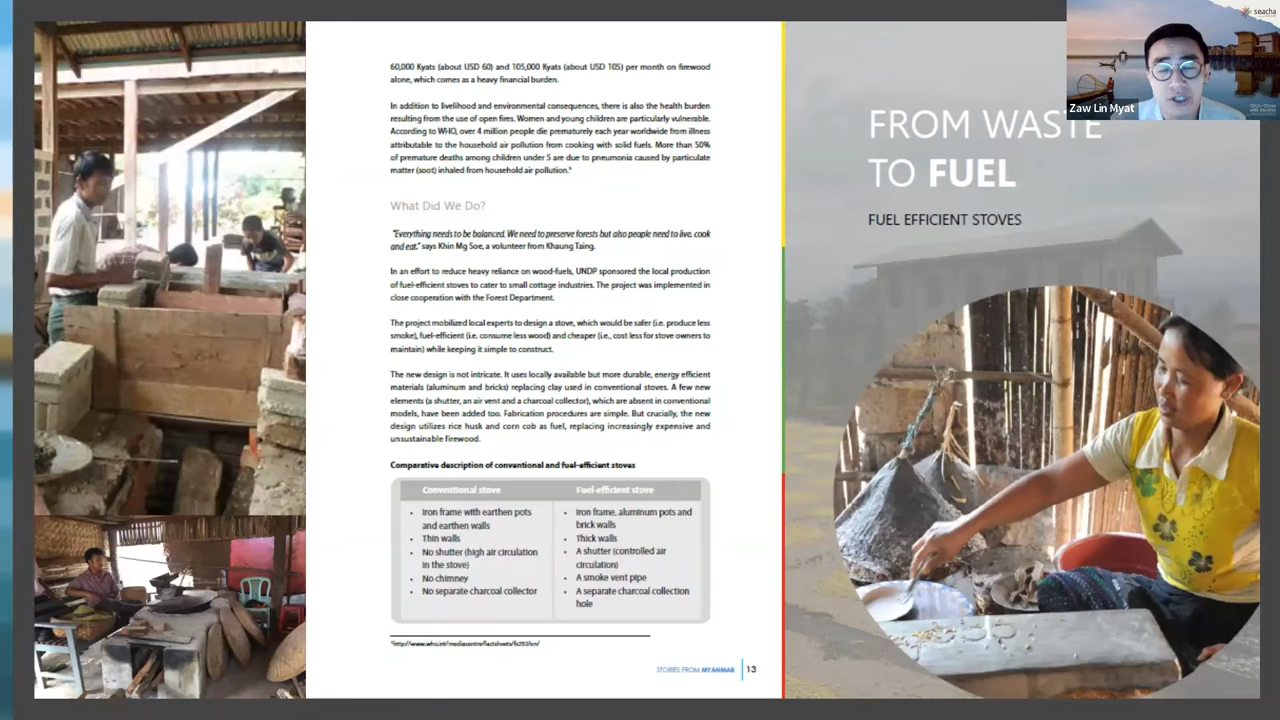 60,000 Kyats (about USD 60) and 105,000 Kyats (about USD 105) per month on firewood
alone, which comes as a heavy financial burden.
In addition to livelihood and environmental consequences, there is also the health burden
resulting from the use of open fires. Women and young children are particularly vulnerable.
According to WHO, over 4 million people die prematurely each year worldwide from illness
attributable to the household air pollution from cooking with solid fuels. More than 50%
of premature deaths among children under 5 are due to pneumonia caused by particulate
matter (soot) inhaled from household air pollution.⁵
What Did We Do?
"Everything needs to be balanced. We need to preserve forests but also people need to live, cook
and eat." says Khin Mg Soe, a volunteer from Khaung Taing.
In an effort to reduce heavy reliance on wood-fuels, UNDP sponsored the local production
of fuel-efficient stoves to cater to small cottage industries. The project was implemented in
close cooperation with the Forest Department.
The project mobilized local experts to design a stove, which would be safer (i.e. produce less
smoke), fuel-efficient (i.e. consume less wood) and cheaper (i.e., cost less for stove owners to
maintain) while keeping it simple to construct.
The new design is not intricate. It uses locally available but more durable, energy efficient
materials (aluminum and bricks) replacing clay used in conventional stoves. A few new
elements (a shutter, an air vent and a charcoal collector), which are absent in conventional
models, have been added too. Fabrication procedures are simple. But crucially, the new
design utilizes rice husk and corn cob as fuel, replacing increasingly expensive and
unsustainable firewood.
Comparative description of conventional and fuel-efficient stoves
Conventional stove
• Iron frame with earthen pots
and earthen walls
• Thin walls
• No shutter (high air circulation
in the stove)
• No chimney
• No separate charcoal collector
Fuel-efficient stove
• Iron frame, aluminum pots and
brick walls
• Thick walls
• A shutter (controlled air
circulation)
• A smoke vent pipe
• A separate charcoal collection
hole
http://www.who.int/mediacentre/factsheets/fs292/en/
STORIES FROM MYANMAR 13
FROM WASTE
TO FUEL
FUEL EFFICIENT STOVES
seacha
Zaw Lin Myat